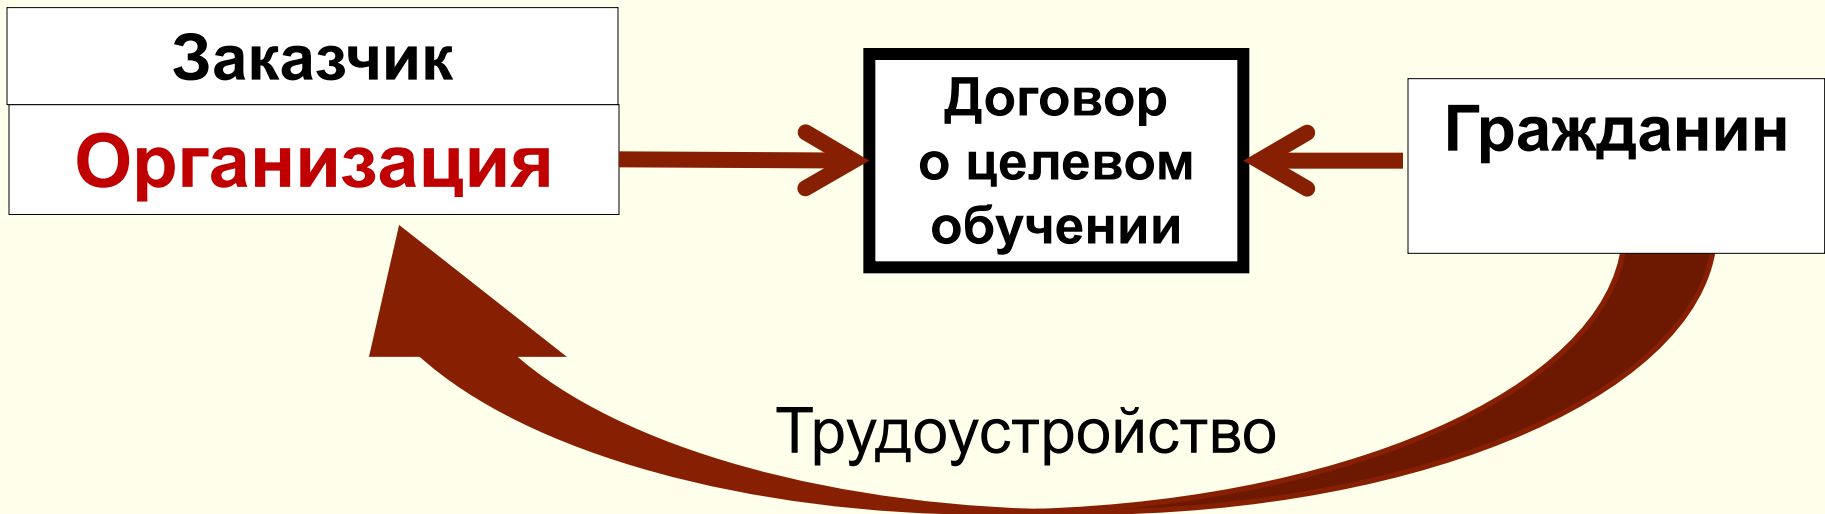 Заказчик
Организация
Договор
о целевом
обучении
Гражданин
Трудоустройство